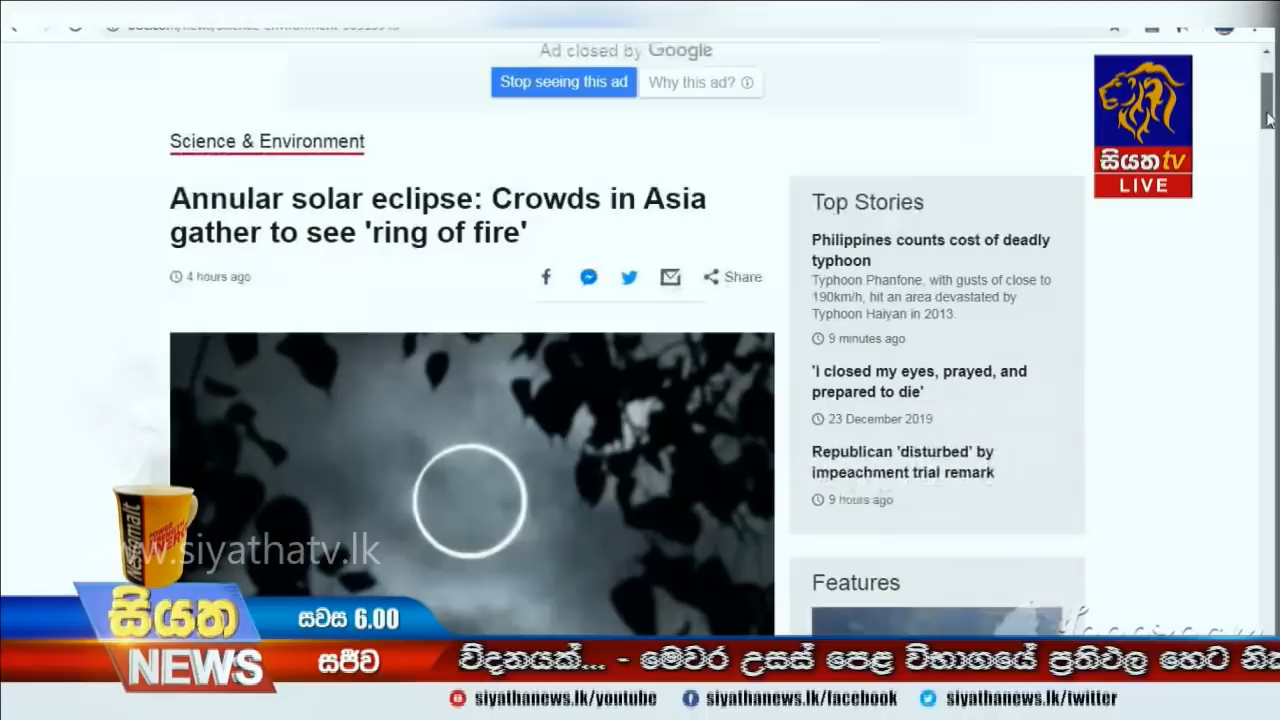 Ad closed by Google
Stop seeing this ad
Why this ad?
Science & Environment
Annular solar eclipse: Crowds in Asia
gather to see 'ring of fire'
4 hours ago
Share
Top Stories
Philippines counts cost of deadly
typhoon
Typhoon Phanfone, with gusts of close to
190km/h, hit an area devastated by
Typhoon Haiyan in 2013.
9 minutes ago
'I closed my eyes, prayed, and
prepared to die'
23 December 2019
Republican 'disturbed' by
impeachment trial remark
9 hours ago
Features
සියත tv
LIVE
Nestomalt
www.siyathatv.lk
සියත
NEWS
සවස 6.00
සජීව
විදනයක්... - මෙවර උසස් පෙළ විභාගයේ ප්‍රතිඵල හෙට
siyathanews.lk/youtube
siyathanews.lk/facebook
siyathanews.lk/twitter